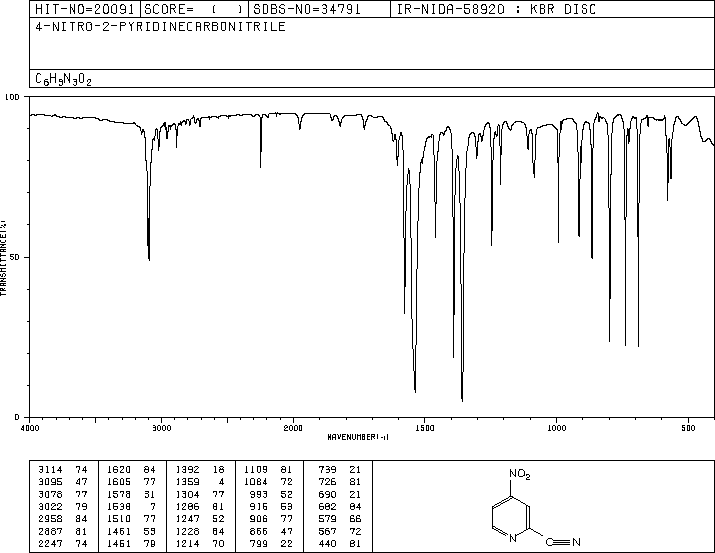 HIT-NO=20091 SCORE= ( ) SDBS-NO=34791 IR-NIDA-58920 : KBR DISC
4-NITRO-2-PYRIDINECARBONITRILE
C6H3N3O2
100
50
0
TRANSMITTANCE(%)
4000 3000 2000 1500 1000 500
WAVENUMBER(-1)
3114 74 1620 84 1392 18 1109 81 739 21
3095 47 1605 77 1359 4 1084 72 726 81
3078 77 1578 31 1304 77 993 52 690 21
3022 79 1538 7 1286 81 916 53 682 84
2958 84 1510 77 1247 52 906 77 579 66
2887 81 1461 55 1228 84 866 47 567 72
2247 74 1451 79 1214 70 799 22 440 81
NO2
N
C N